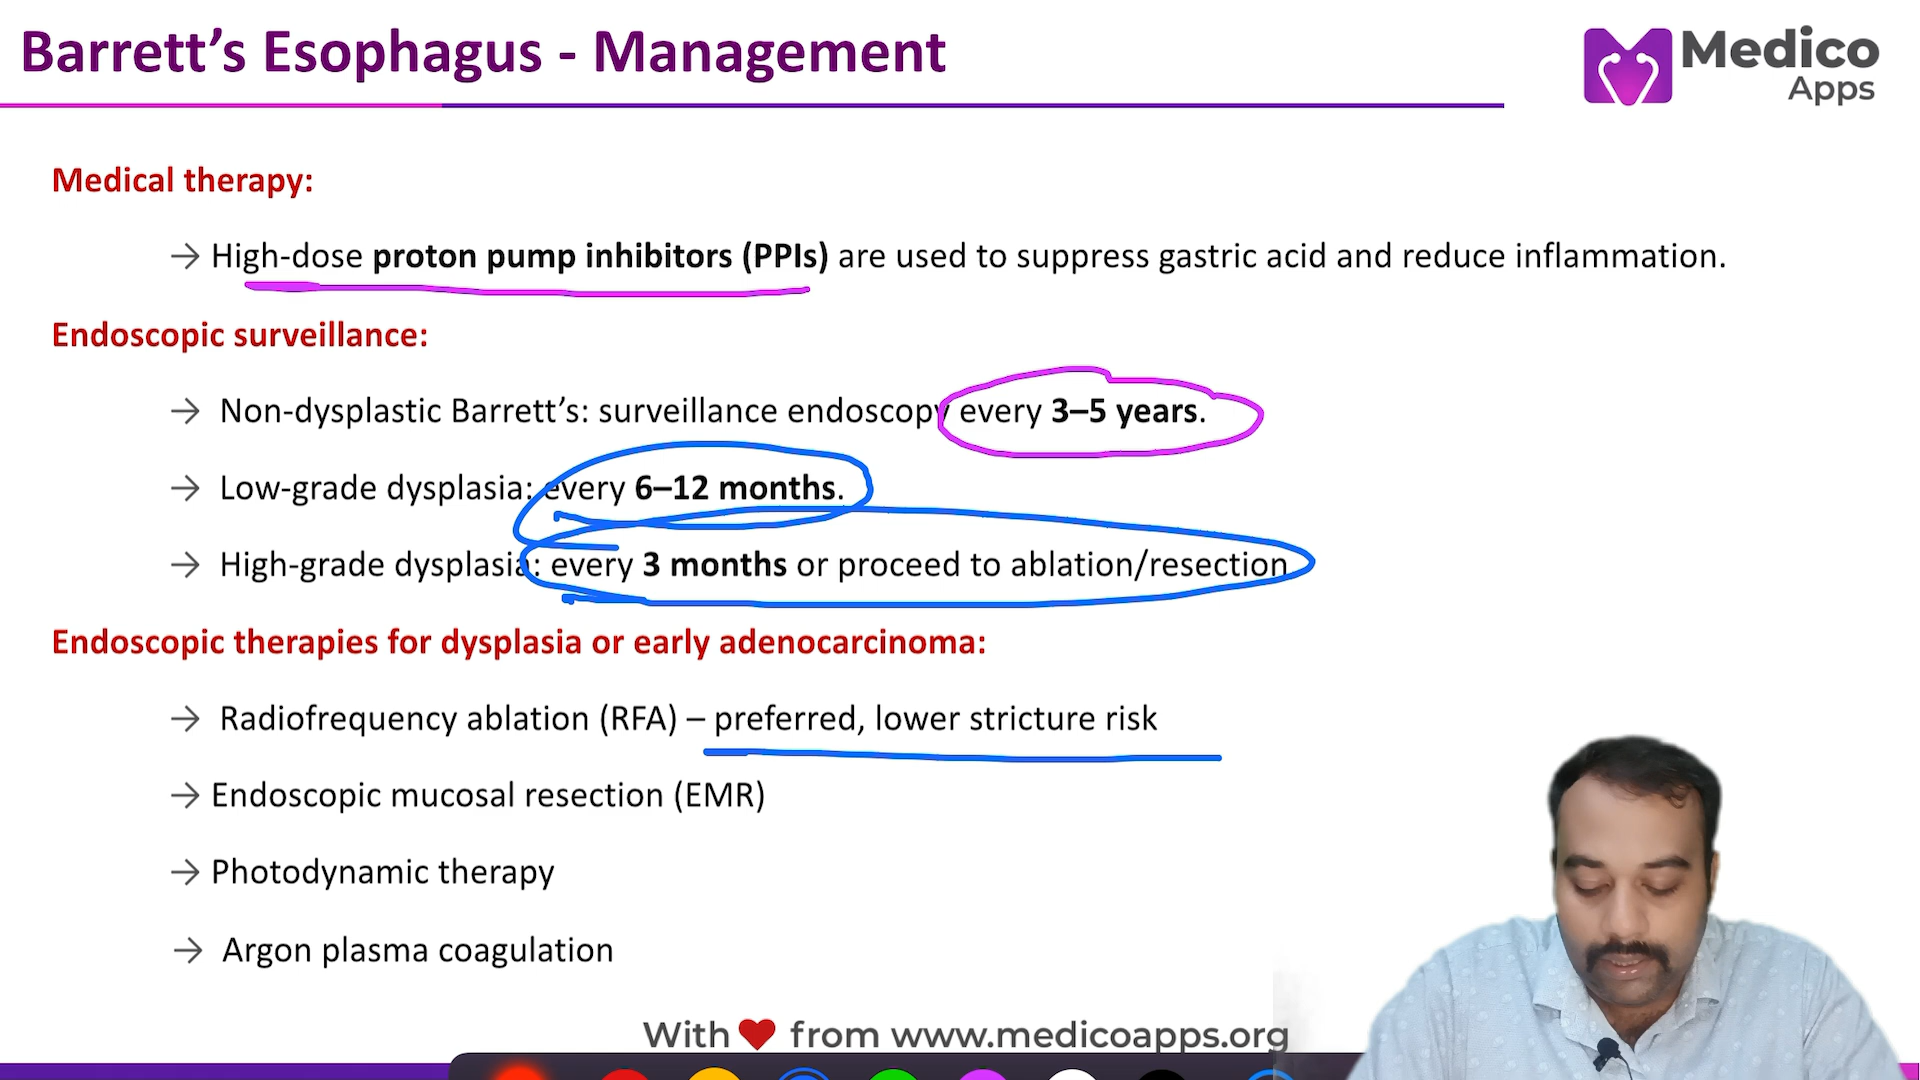 Barrett’s Esophagus - Management
Medico
Apps
Medical therapy:
→ High-dose proton pump inhibitors (PPIs) are used to suppress gastric acid and reduce inflammation.
Endoscopic surveillance:
→ Non-dysplastic Barrett’s: surveillance endoscopy every 3–5 years.
→ Low-grade dysplasia: every 6–12 months.
→ High-grade dysplasia: every 3 months or proceed to ablation/resection
Endoscopic therapies for dysplasia or early adenocarcinoma:
→ Radiofrequency ablation (RFA) – preferred, lower stricture risk
→ Endoscopic mucosal resection (EMR)
→ Photodynamic therapy
→ Argon plasma coagulation
With ❤ from www.medicoapps.org